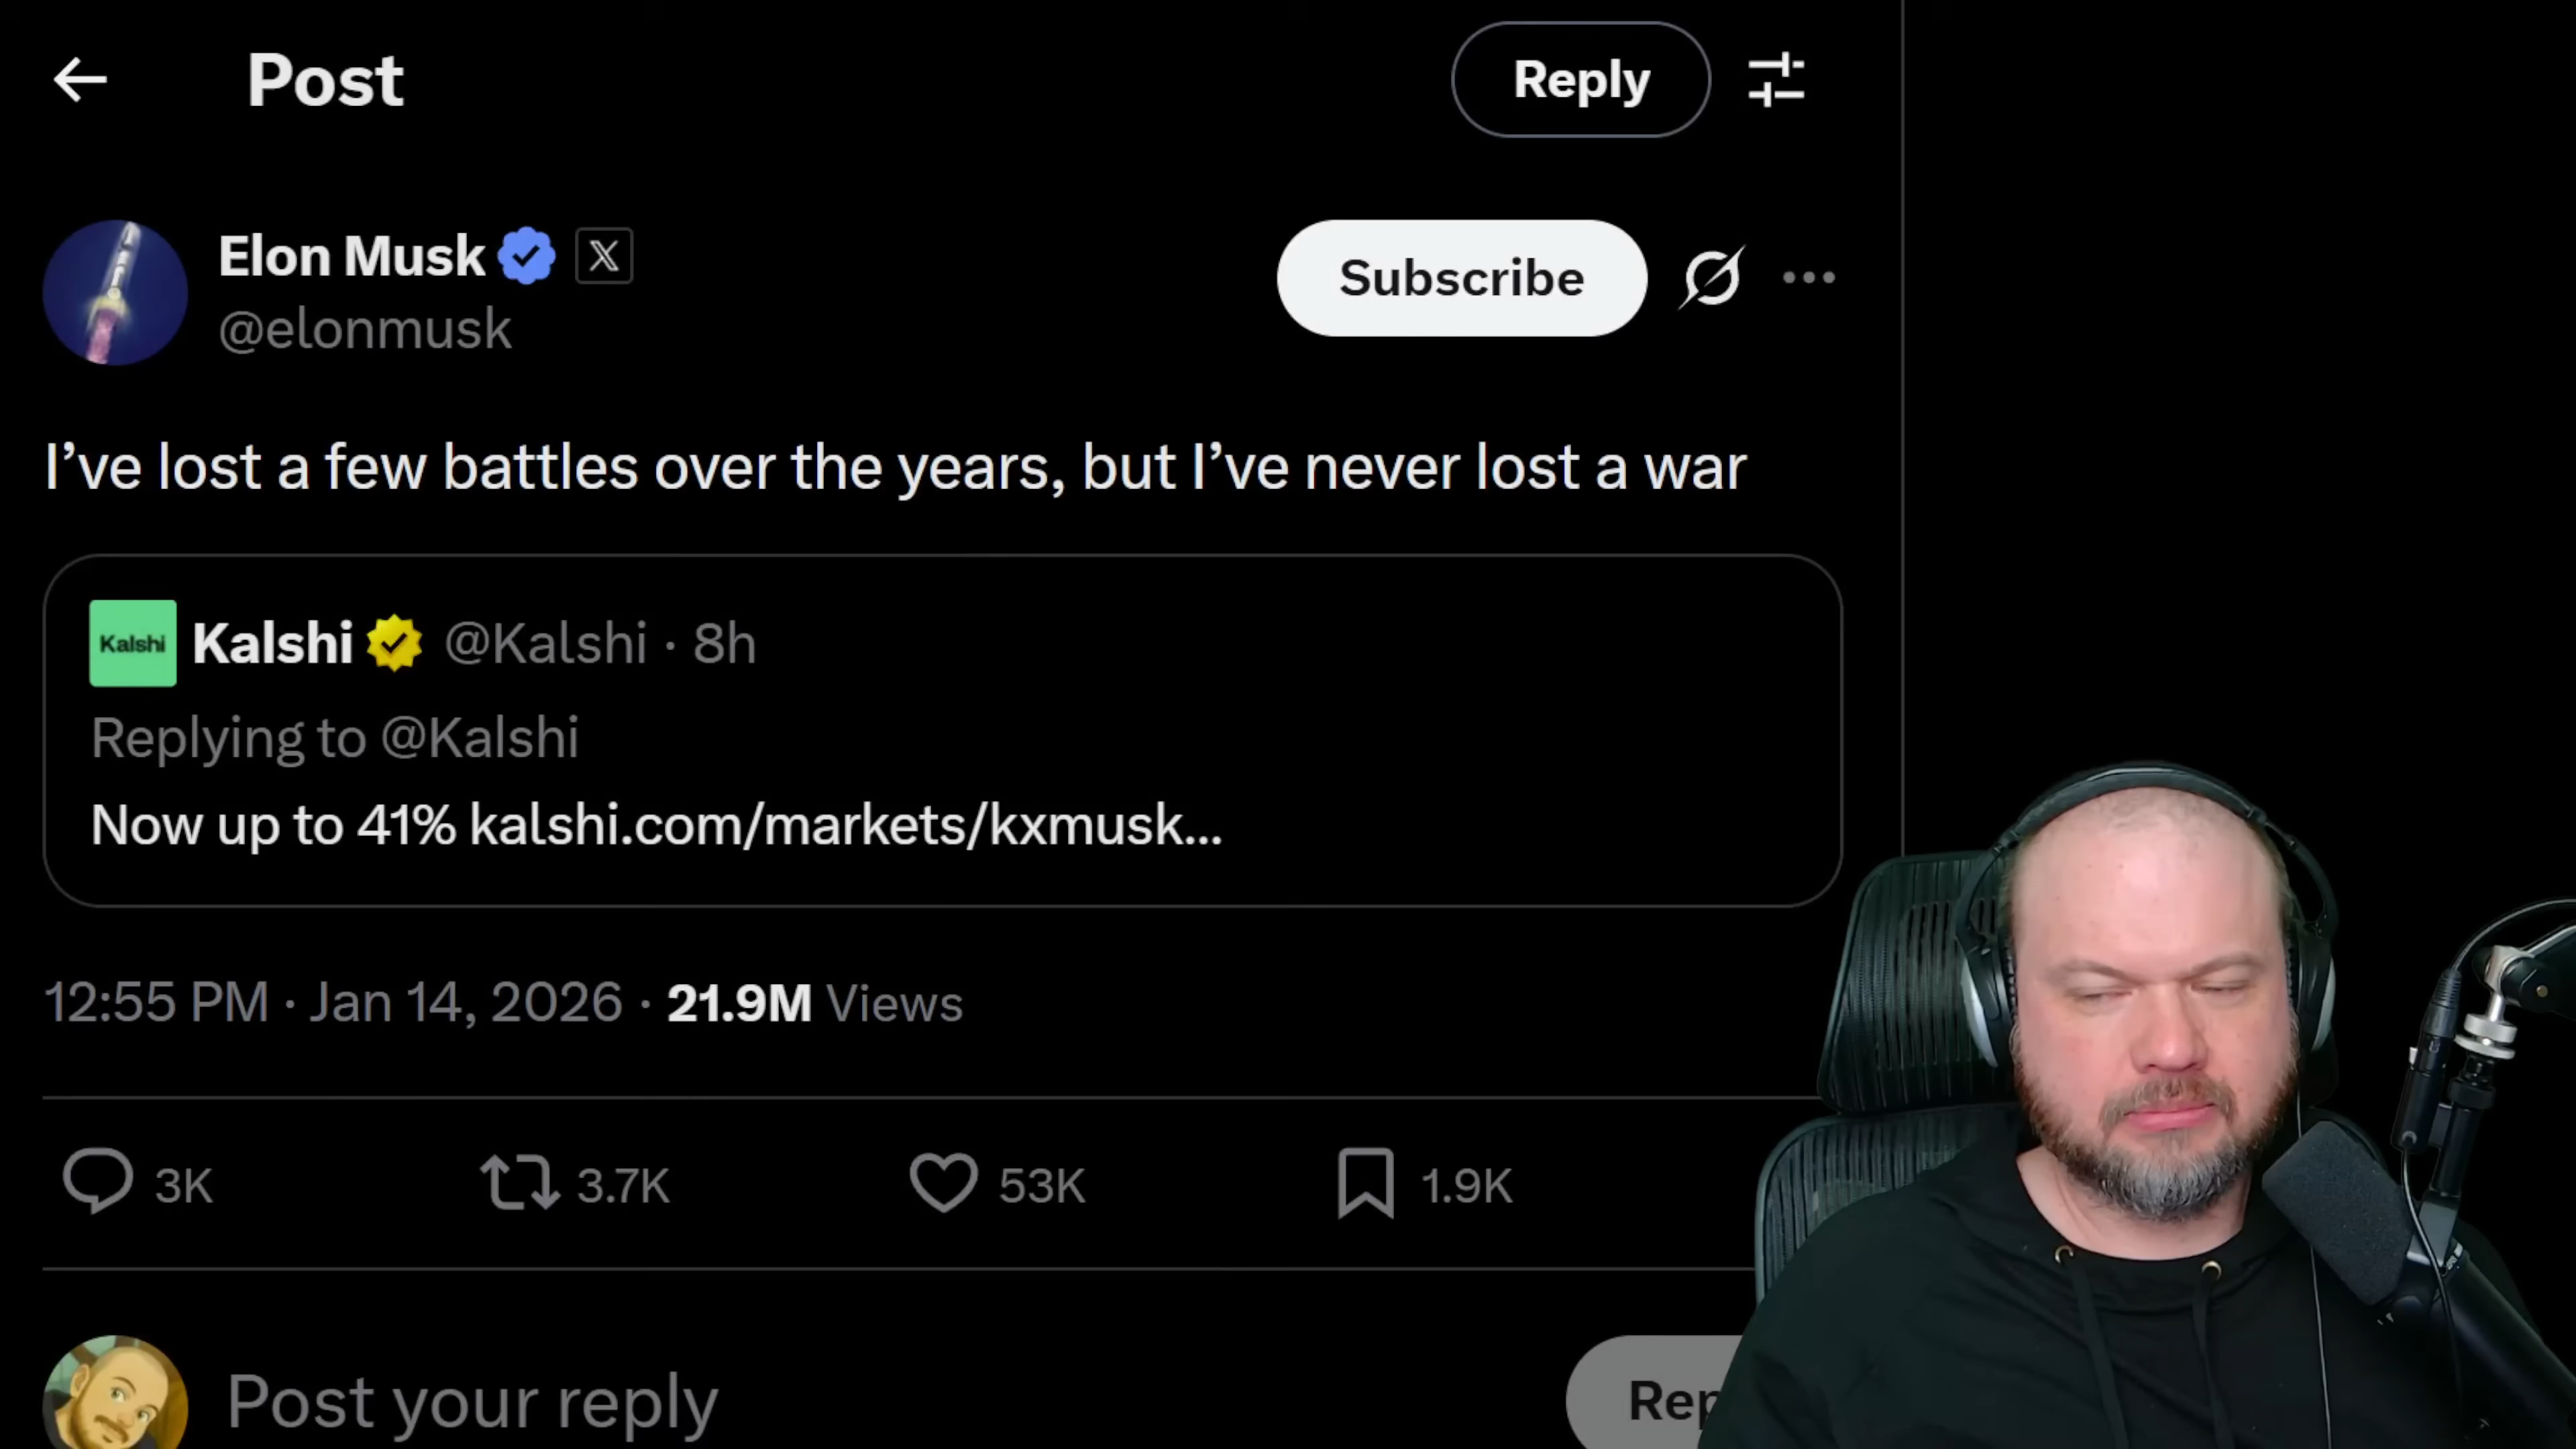 Post
Reply
Elon Musk
Subscribe
@elonmusk
I’ve lost a few battles over the years, but I’ve never lost a war
Kalshi
Kalshi @Kalshi · 8h
Replying to @Kalshi
Now up to 41% kalshi.com/markets/kxmusk...
12:55 PM · Jan 14, 2026 · 21.9M Views
3K
3.7K
53K
1.9K
Post your reply